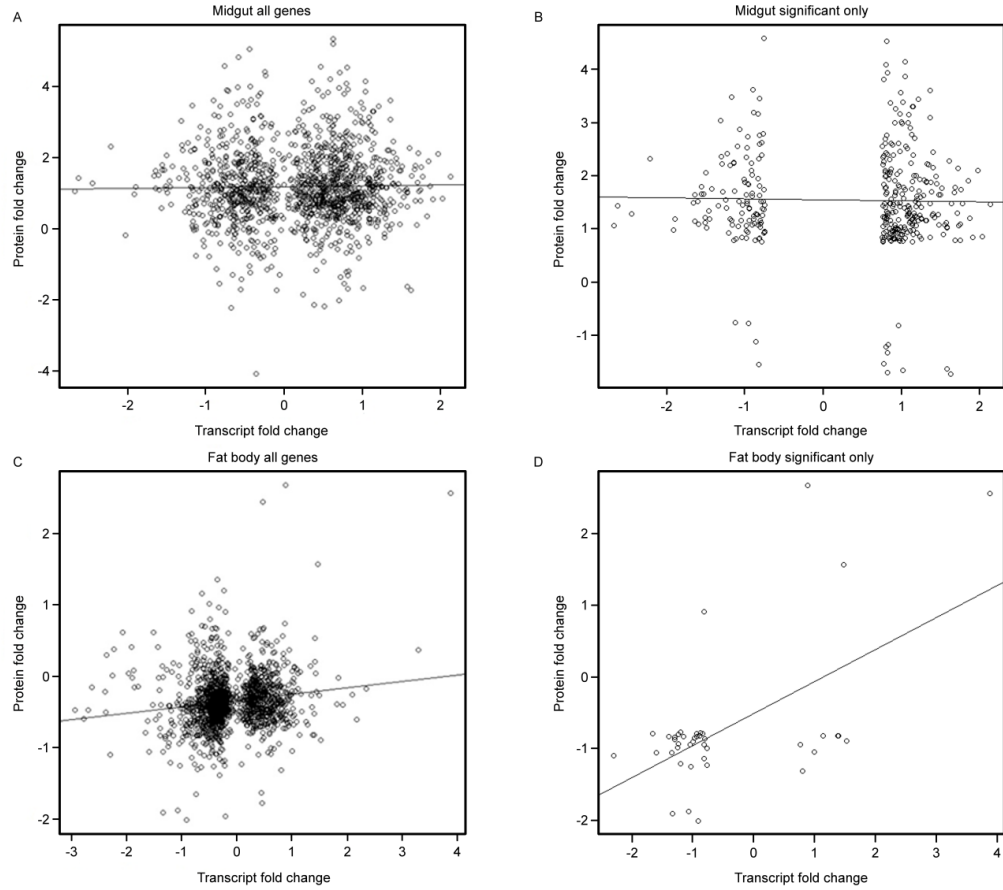 A
Midgut all genes
Protein fold change
4
2
0
-2
-4
-2
-1
0
1
2
Transcript fold change
B
Midgut significant only
Protein fold change
4
3
2
1
0
-1
-2
-1
0
1
2
Transcript fold change
C
Fat body all genes
Protein fold change
2
1
0
-1
-2
-3
-2
-1
0
1
2
3
4
Transcript fold change
D
Fat body significant only
Protein fold change
2
1
0
-1
-2
-2
-1
0
1
2
3
4
Transcript fold change